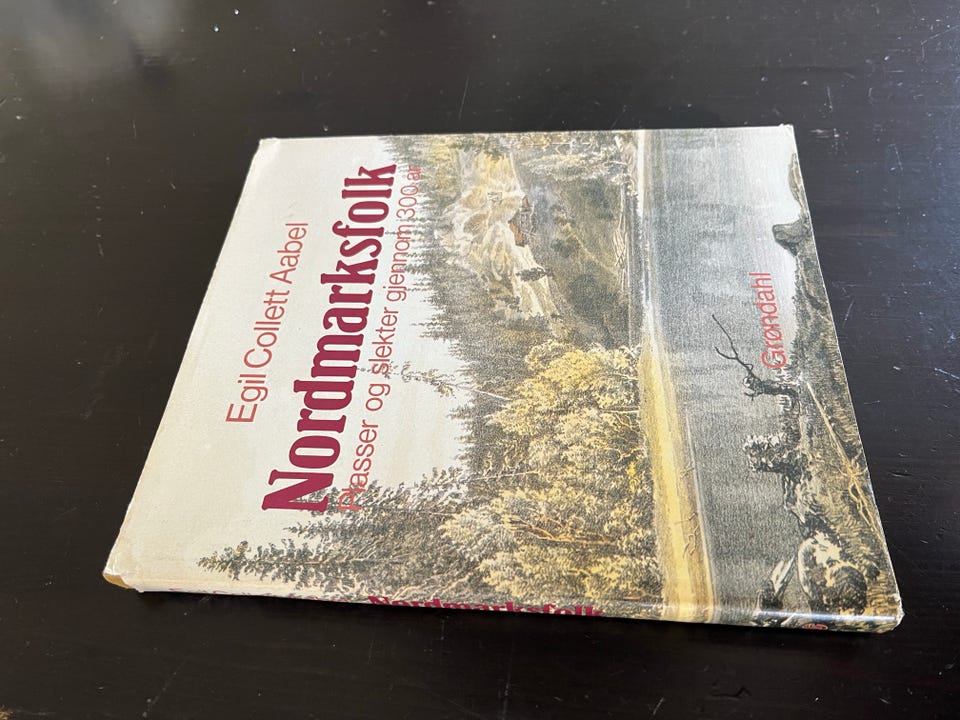 Egil Collett Aabel
Nordmarksfolk
Plasser og slekter gjennom 300 år
Grøndahl
Nordmarksfolk